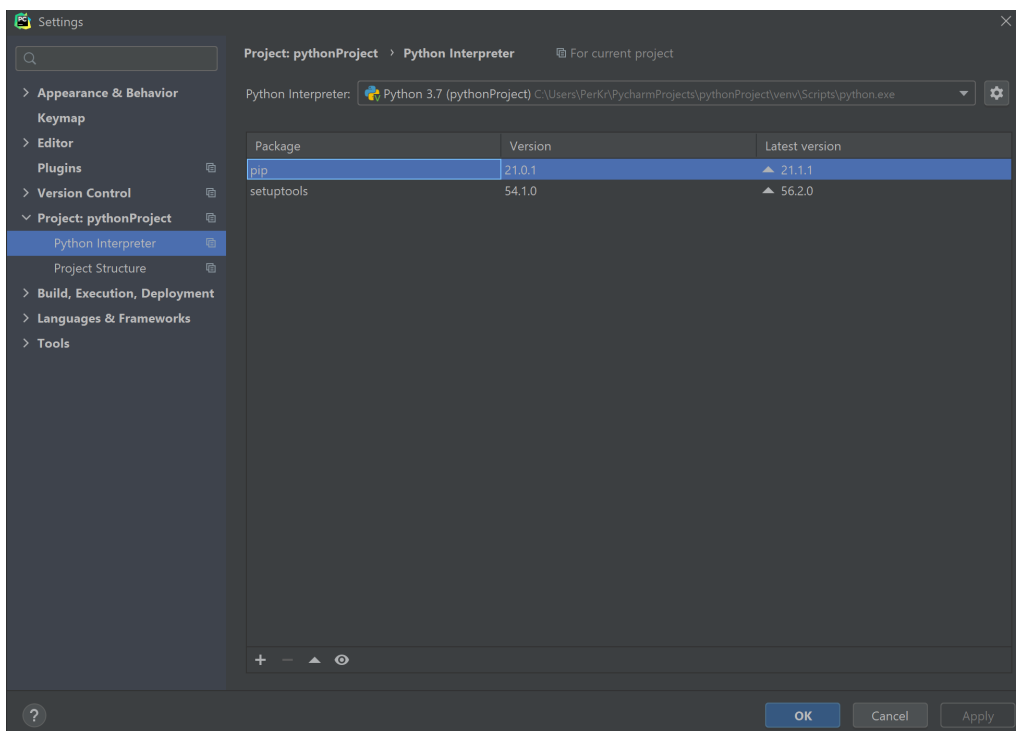 PC Settings
Project: pythonProject › Python Interpreter For current project
Appearance & Behavior
Keymap
Editor
Plugins
Version Control
Project: pythonProject
Python Interpreter
Project Structure
Build, Execution, Deployment
Languages & Frameworks
Tools
Python Interpreter: Python 3.7 (pythonProject) C:\Users\PerKr\PycharmProjects\pythonProject\venv\Scripts\python.exe
Package Version Latest version
pip 21.0.1 21.1.1
setuptools 54.1.0 56.2.0
? OK Cancel Apply